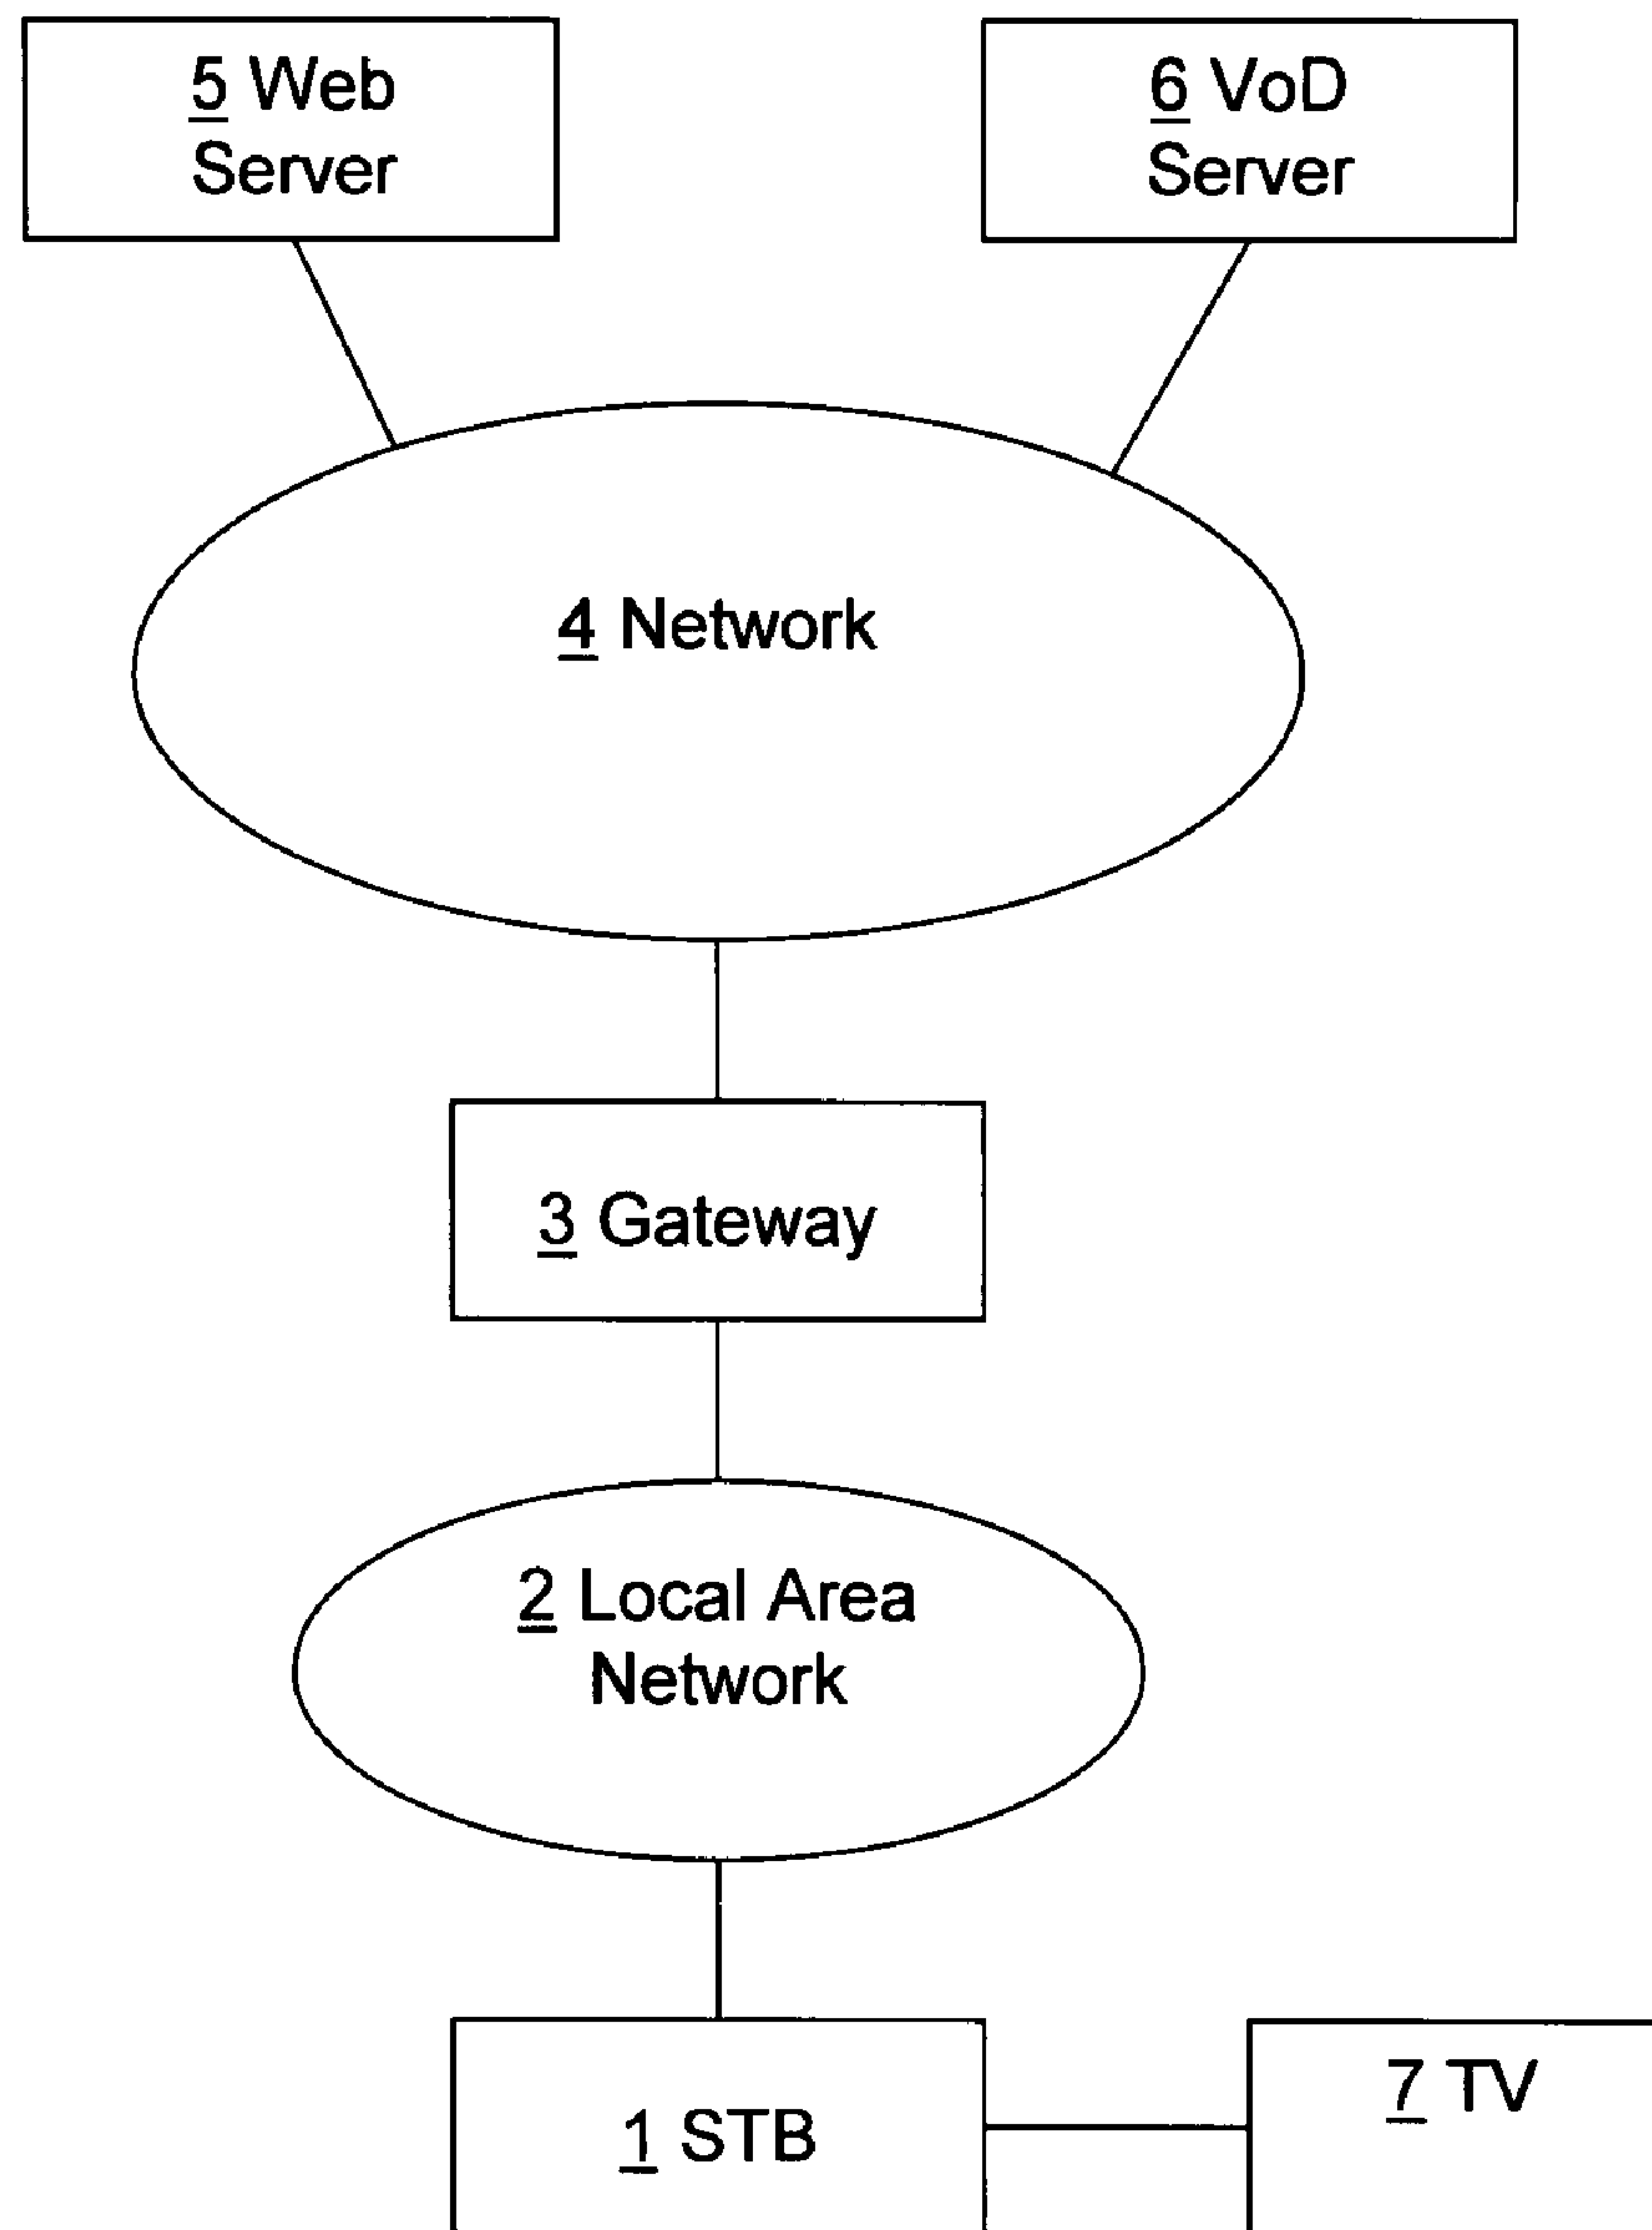 5 Web
Server
6 VoD
Server
4 Network
3 Gateway
2 Local Area
Network
1 STB
7 TV